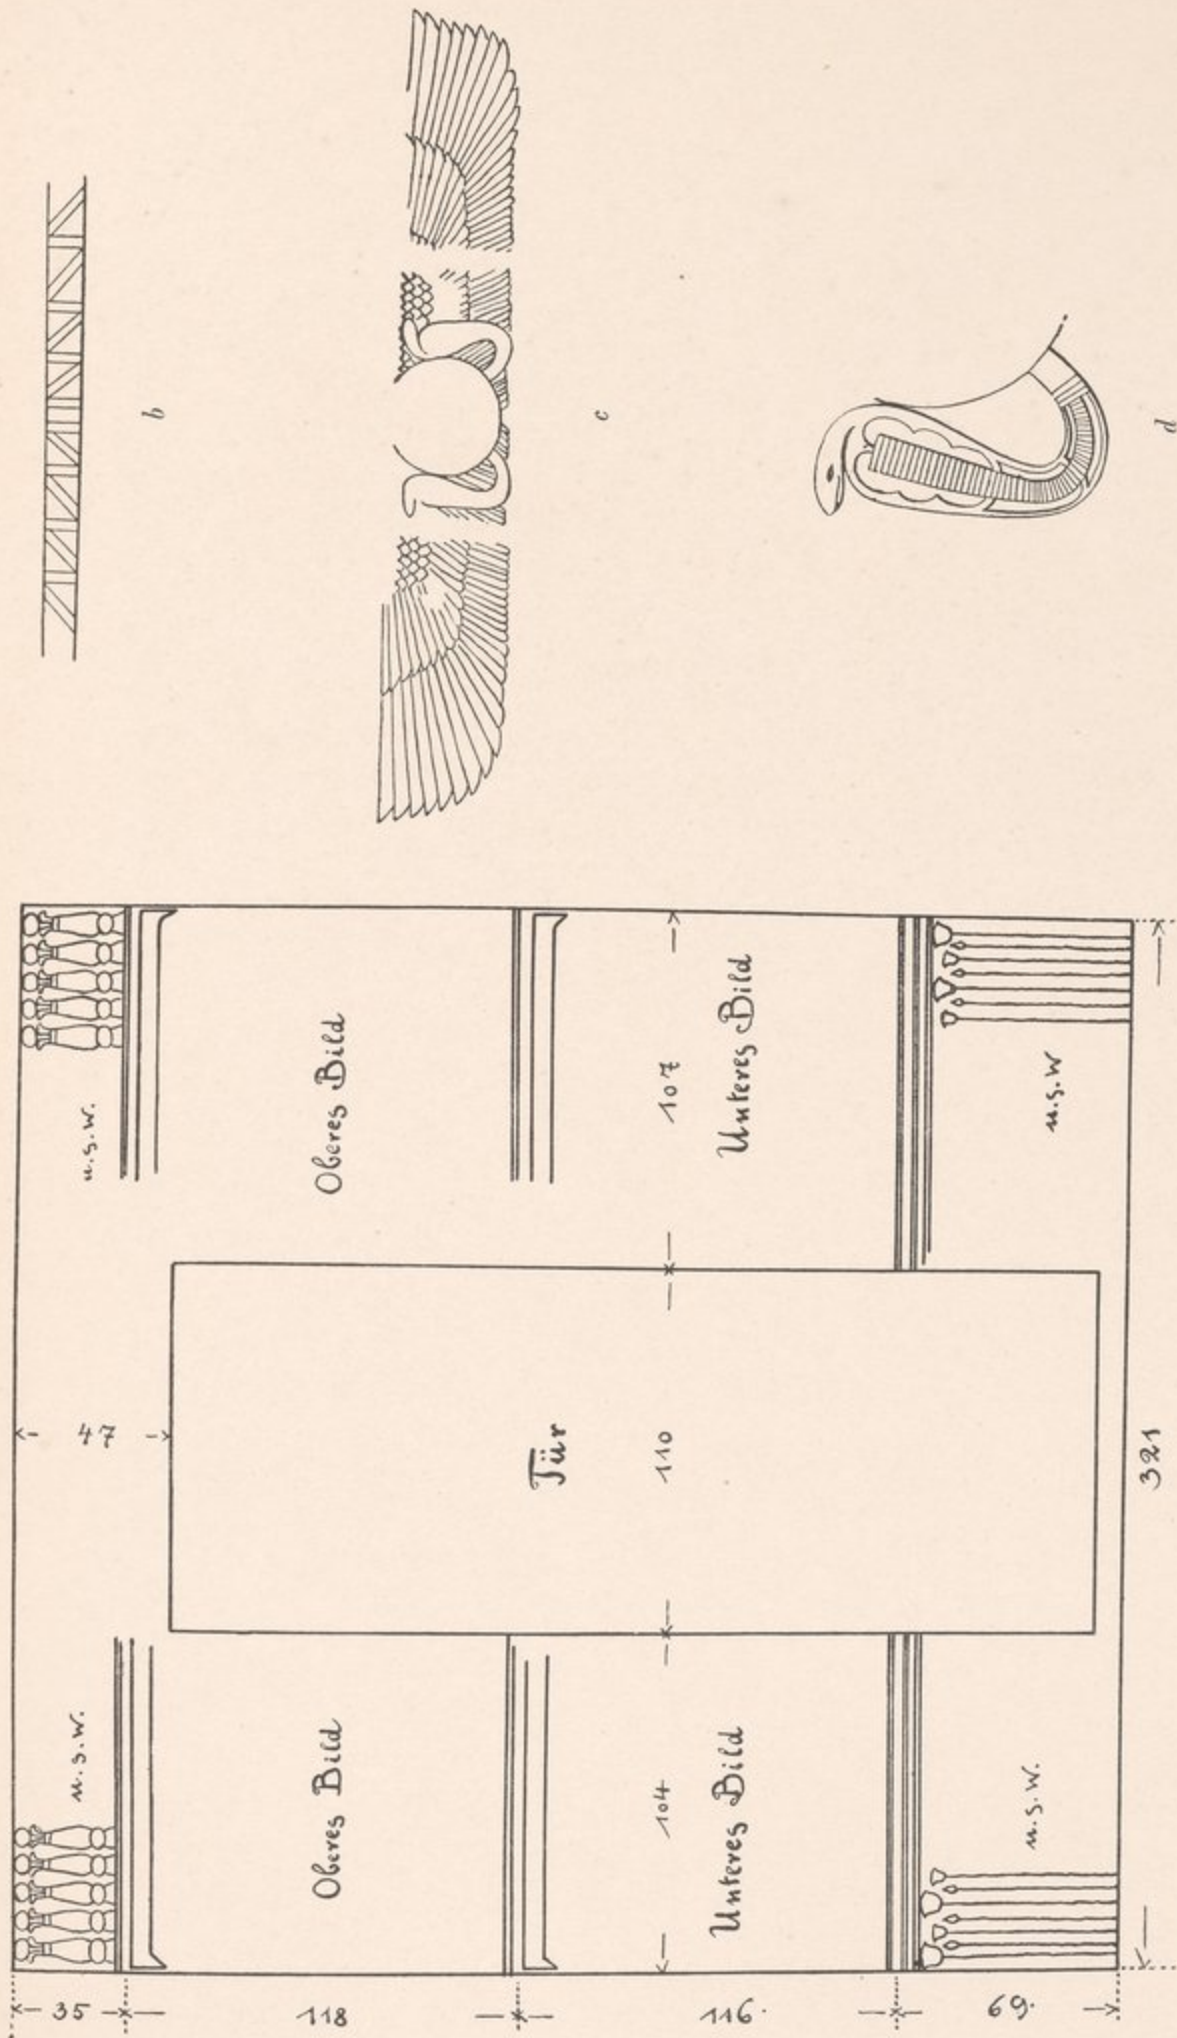 u.s.w.
u.s.w.
47
35
Oberes Bild
Oberes Bild
118
Tür
104
110
107
Unteres Bild
Unteres Bild
116.
u.s.w.
u.s.w
69.
321
b
c
d